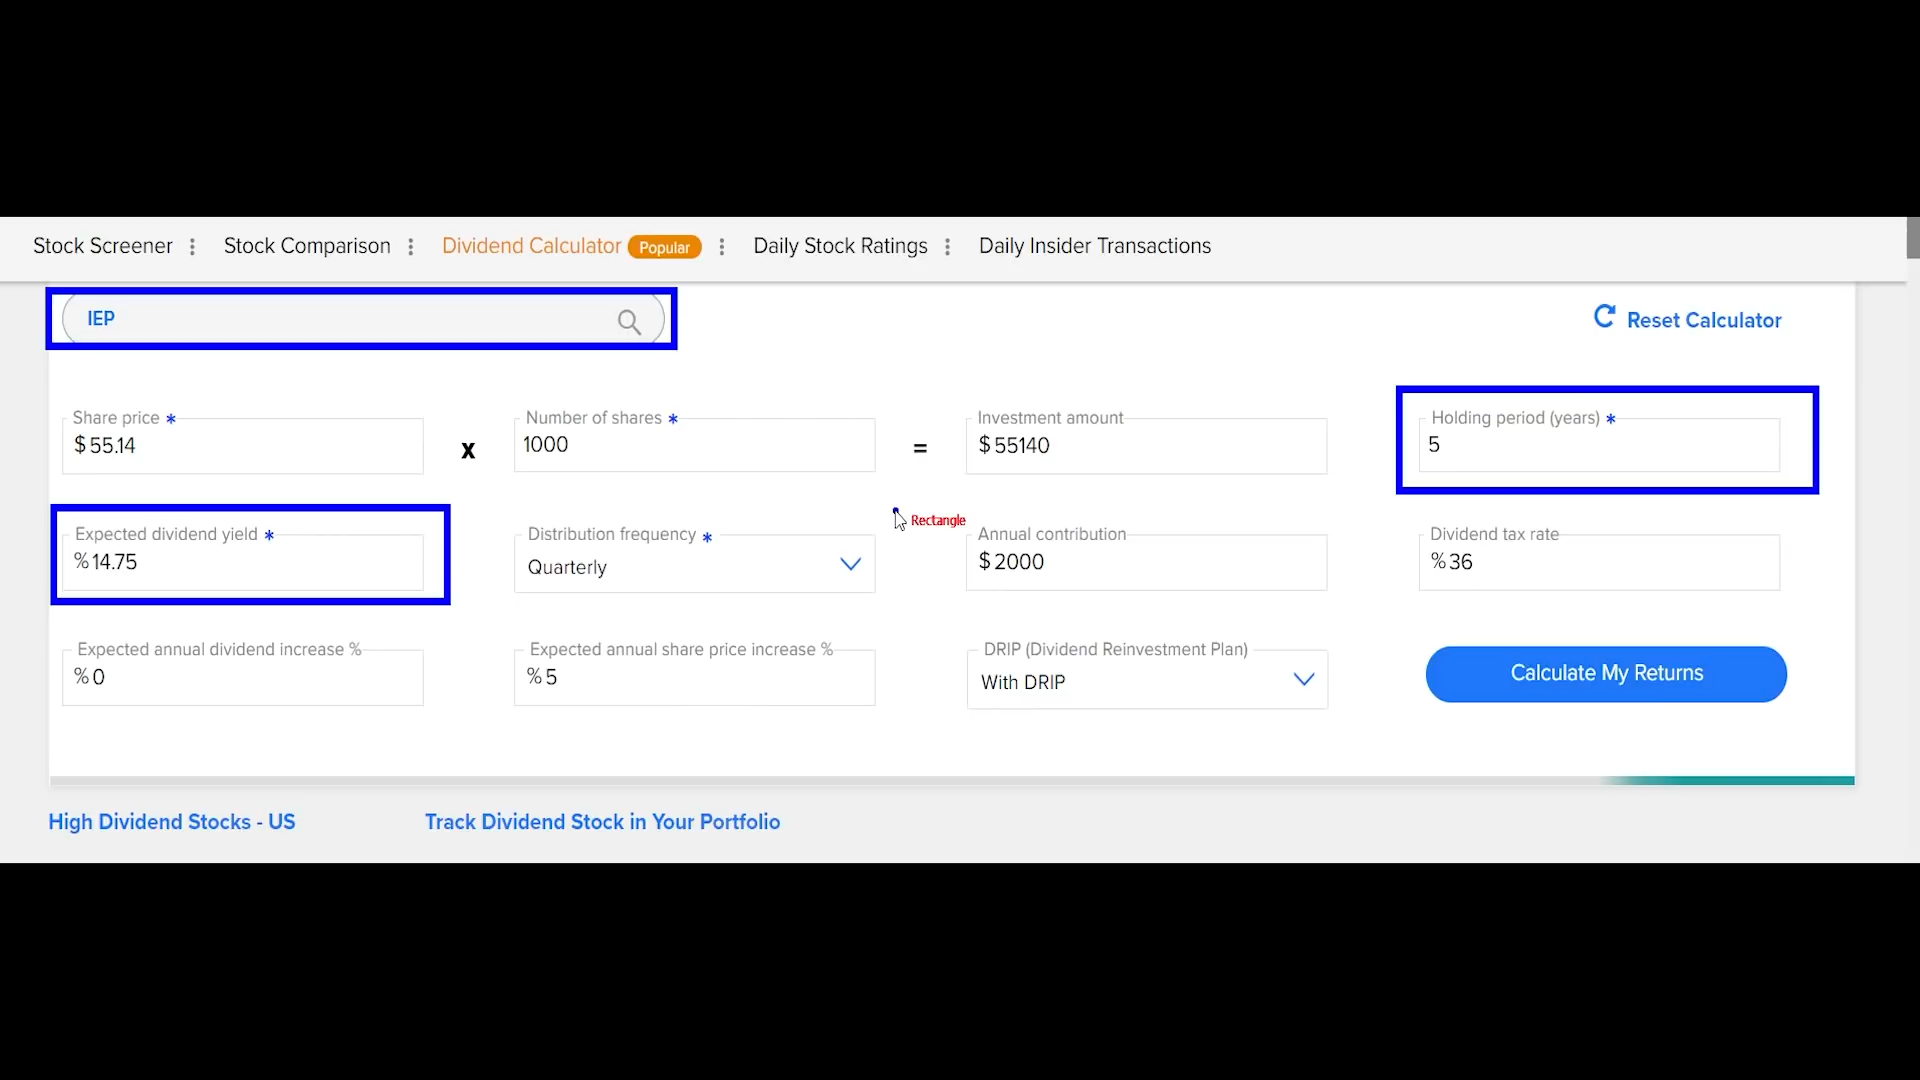 Stock Screener Stock Comparison Dividend Calculator Popular Daily Stock Ratings Daily Insider Transactions
IEP
Reset Calculator
Share price * Number of shares * Investment amount Holding period (years) *
$ 55.14 x 1000 = $ 55140 5
Rectangle
Expected dividend yield * Distribution frequency * Annual contribution Dividend tax rate
% 14.75 Quarterly $ 2000 % 36
Expected annual dividend increase % Expected annual share price increase % DRIP (Dividend Reinvestment Plan)
% 0 % 5 With DRIP Calculate My Returns
High Dividend Stocks - US Track Dividend Stock in Your Portfolio